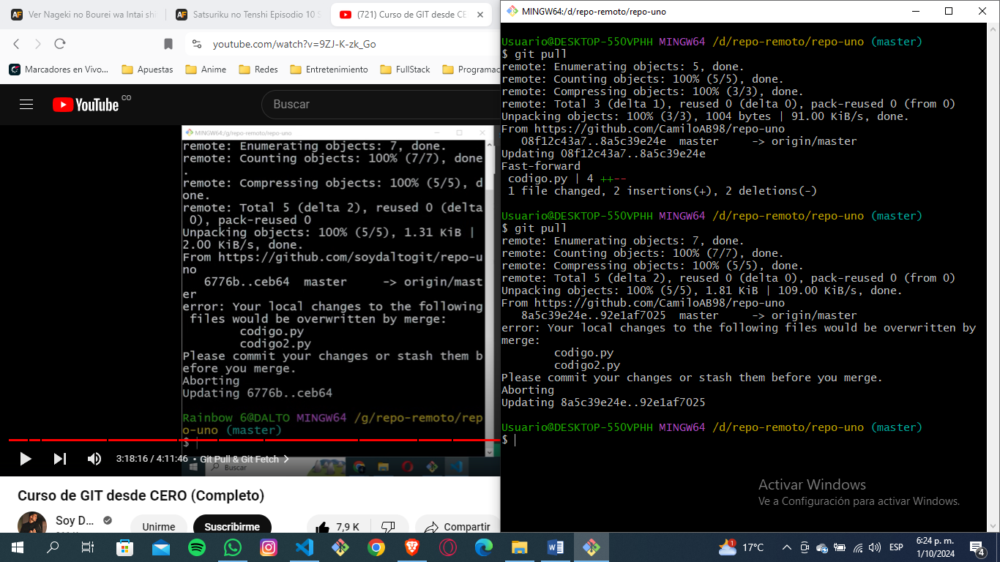 Ver Nageki no Bourei wa Intai shi
Satsuriku no Tenshi Episodio 10 S
(721) Curso de GIT desde CE
youtube.com/watch?v=9ZJ-K-zk_Go
Marcadores en Vivo...
Apuestas
Anime
Redes
Entretenimiento
FullStack
Programac
YouTube CO
Buscar
MINGW64:/g/repo-remoto/repo-uno
remote: Enumerating objects: 7, done.
remote: Counting objects: 100% (7/7), done
.
remote: Compressing objects: 100% (5/5), d
one.
remote: Total 5 (delta 2), reused 0 (delta
 0), pack-reused 0
Unpacking objects: 100% (5/5), 1.31 KiB |
2.00 KiB/s, done.
From https://github.com/soydaltogit/repo-u
no
   6776b..ceb64  master     -> origin/mast
er
error: Your local changes to the following
 files would be overwritten by merge:
        codigo.py
        codigo2.py
Please commit your changes or stash them b
efore you merge.
Aborting
Updating 6776b..ceb64
Rainbow 6@DALTO MINGW64 /g/repo-remoto/rep
o-uno (master)
$
Buscar
3:18:16 / 4:11:46 • Git Pull & Git Fetch
Curso de GIT desde CERO (Completo)
Soy D...
Unirme
Suscribirme
7,9 K
Compartir
MINGW64:/d/repo-remoto/repo-uno
Usuario@DESKTOP-55OVPHH MINGW64 /d/repo-remoto/repo-uno (master)
$ git pull
remote: Enumerating objects: 5, done.
remote: Counting objects: 100% (5/5), done.
remote: Compressing objects: 100% (3/3), done.
remote: Total 3 (delta 1), reused 0 (delta 0), pack-reused 0 (from 0)
Unpacking objects: 100% (3/3), 1004 bytes | 91.00 KiB/s, done.
From https://github.com/CamiloAB98/repo-uno
   08f12c43a7..8a5c39e24e  master     -> origin/master
Updating 08f12c43a7..8a5c39e24e
Fast-forward
 codigo.py | 4 ++--
 1 file changed, 2 insertions(+), 2 deletions(-)
Usuario@DESKTOP-55OVPHH MINGW64 /d/repo-remoto/repo-uno (master)
$ git pull
remote: Enumerating objects: 7, done.
remote: Counting objects: 100% (7/7), done.
remote: Compressing objects: 100% (5/5), done.
remote: Total 5 (delta 2), reused 0 (delta 0), pack-reused 0 (from 0)
Unpacking objects: 100% (5/5), 1.81 KiB | 109.00 KiB/s, done.
From https://github.com/CamiloAB98/repo-uno
   8a5c39e24e..92e1af7025  master     -> origin/master
error: Your local changes to the following files would be overwritten by
merge:
        codigo.py
        codigo2.py
Please commit your changes or stash them before you merge.
Aborting
Updating 8a5c39e24e..92e1af7025
Usuario@DESKTOP-55OVPHH MINGW64 /d/repo-remoto/repo-uno (master)
$
Activar Windows
Ve a Configuración para activar Windows.
17°C
ESP
6:24 p. m.
1/10/2024
4